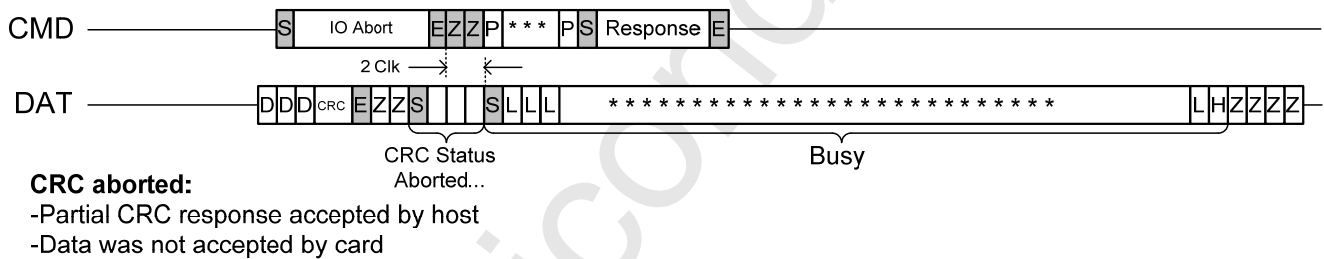 CMD S IO Abort E Z Z P * * * P S Response E
2 Clk
DAT D D D CRC E Z Z S S L L L * * * * * * * * * * * * * * * * * * * * * * * * * * * L H Z Z Z Z
CRC Status Busy
Aborted...
CRC aborted:
-Partial CRC response accepted by host
-Data was not accepted by card